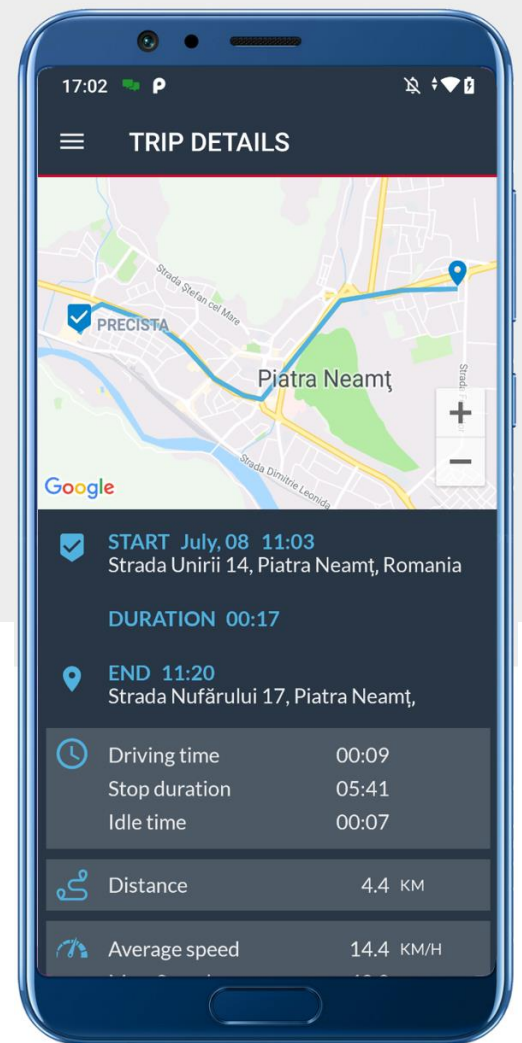 17:02
TRIP DETAILS
Strada Ștefan cel Mare
PRECISTA
Piatra Neamţ
Strada
+
−
Strada Dimitrie Leonida
Google
START July, 08 11:03
Strada Unirii 14, Piatra Neamţ, Romania
DURATION 00:17
END 11:20
Strada Nufărului 17, Piatra Neamţ,
Driving time 00:09
Stop duration 05:41
Idle time 00:07
Distance 4.4 KM
Average speed 14.4 KM/H